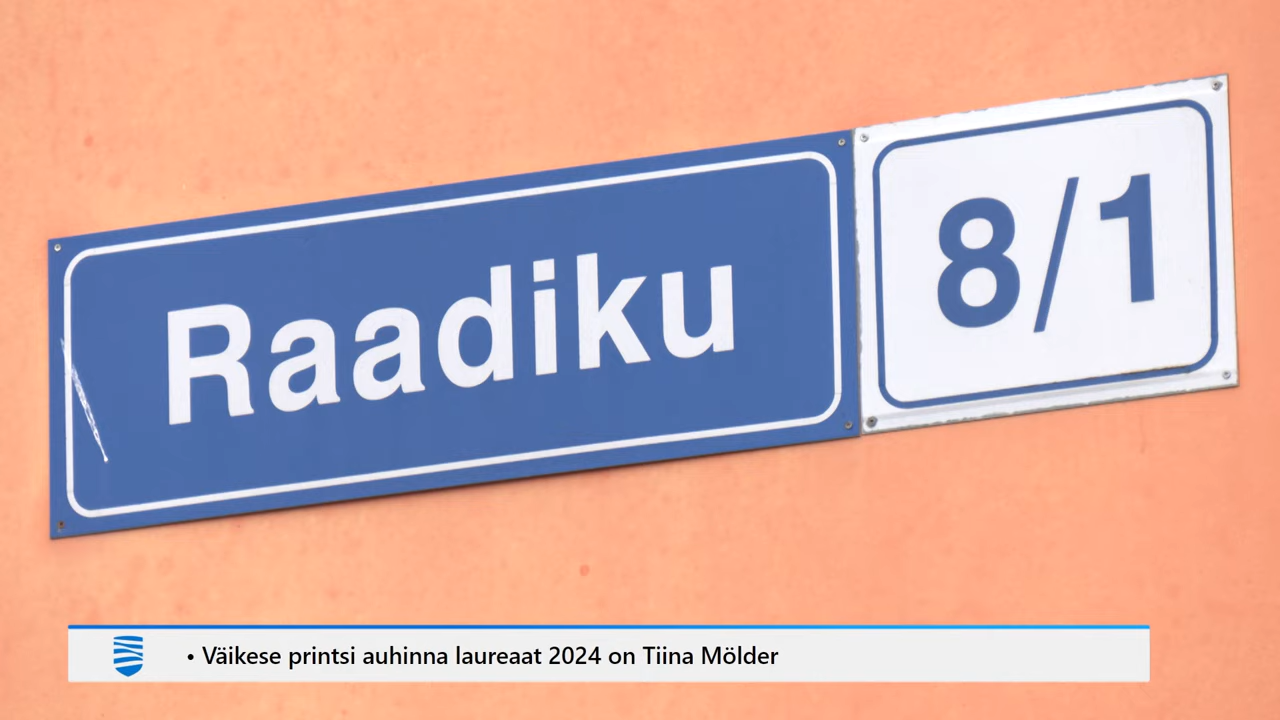 Raadiku 8/1
• Väikese printsi auhinna laureaat 2024 on Tiina Mölder